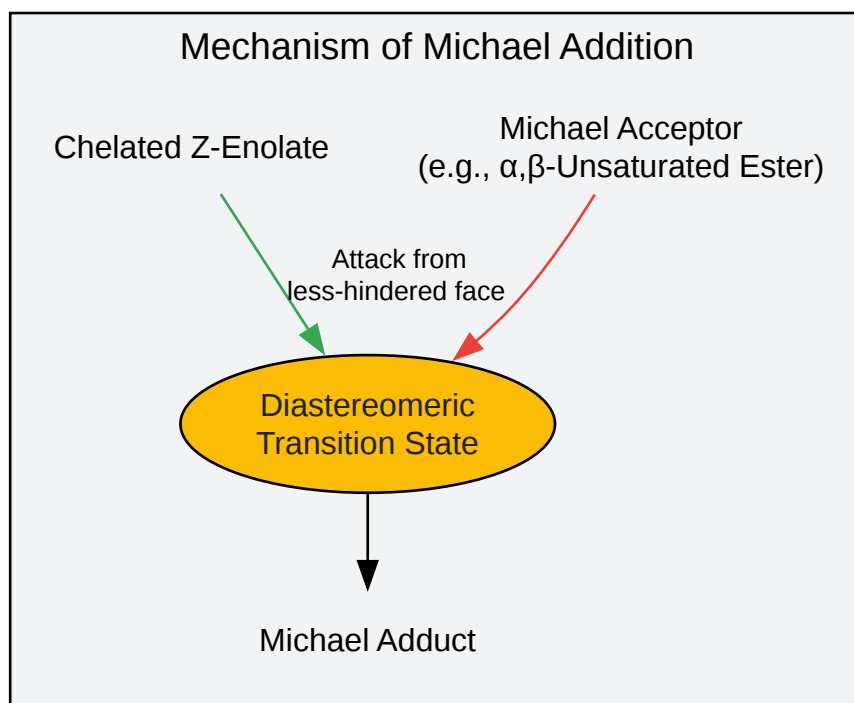 Mechanism of Michael Addition
Chelated Z-Enolate
Michael Acceptor
(e.g., α,β-Unsaturated Ester)
Attack from
less-hindered face
Diastereomeric
Transition State
Michael Adduct